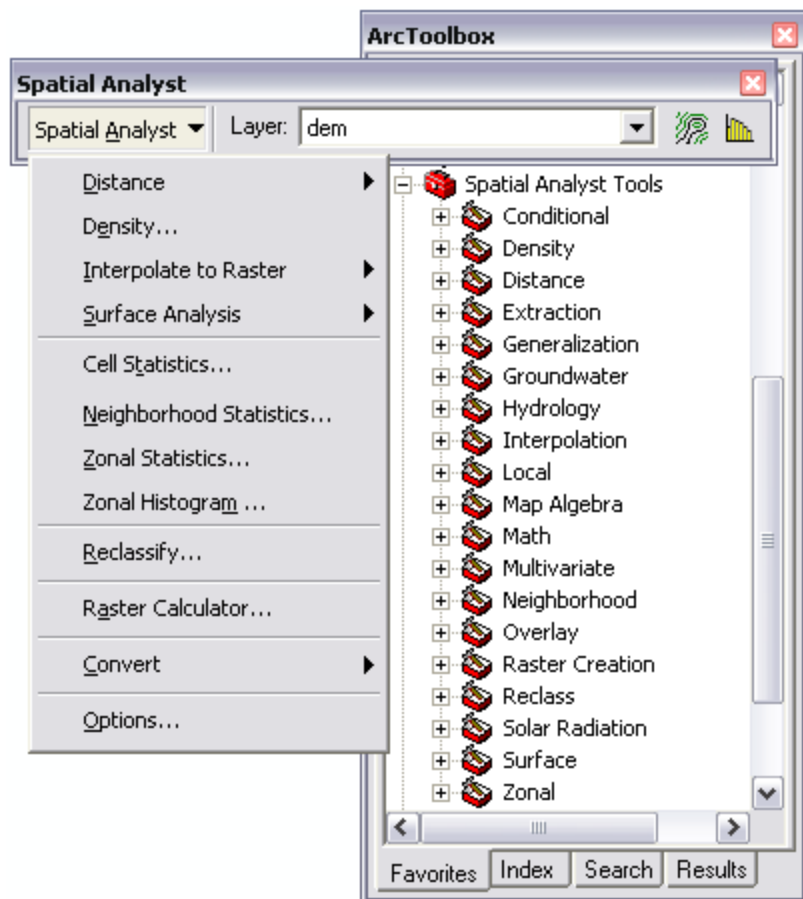 ArcToolbox
Spatial Analyst
Spatial Analyst
Layer:
dem
Distance
Density...
Interpolate to Raster
Surface Analysis
Cell Statistics...
Neighborhood Statistics...
Zonal Statistics...
Zonal Histogram ...
Reclassify...
Raster Calculator...
Convert
Options...
Spatial Analyst Tools
Conditional
Density
Distance
Extraction
Generalization
Groundwater
Hydrology
Interpolation
Local
Map Algebra
Math
Multivariate
Neighborhood
Overlay
Raster Creation
Reclass
Solar Radiation
Surface
Zonal
Favorites
Index
Search
Results